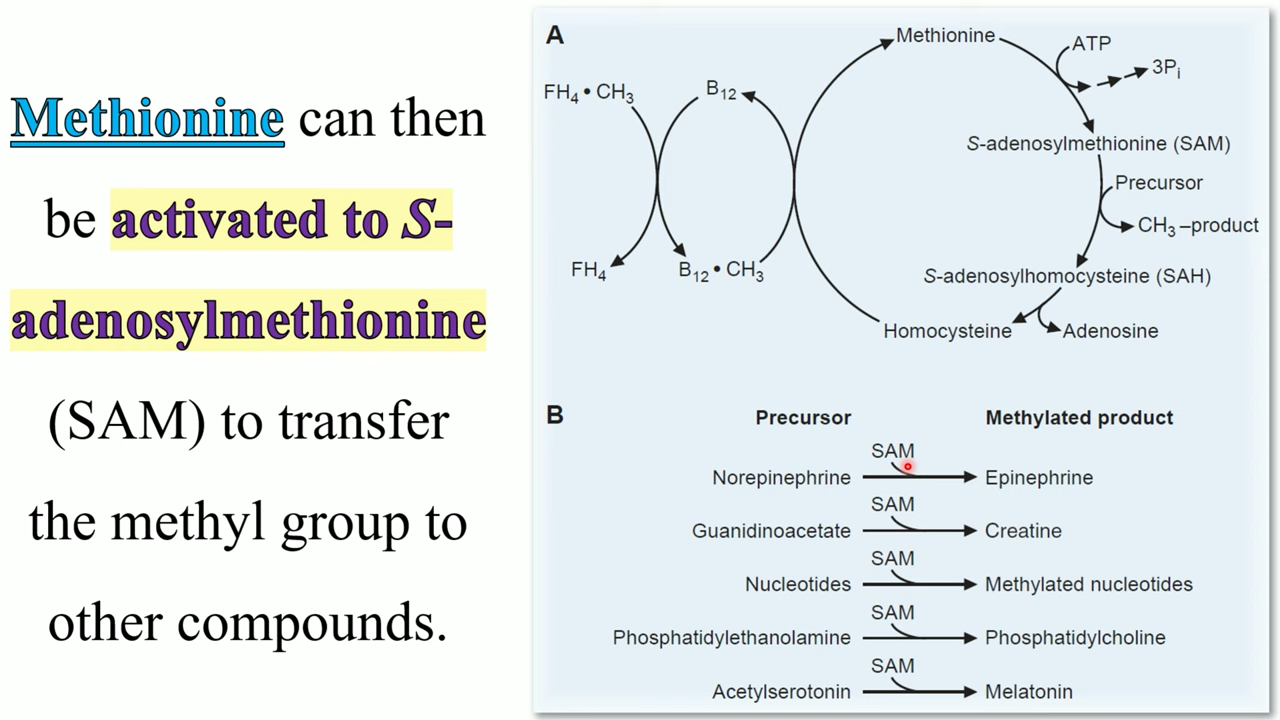 Methionine can then
be activated to S-
adenosylmethionine
(SAM) to transfer
the methyl group to
other compounds.
A
Methionine
ATP
3Pi
FH4 • CH3
B12
S-adenosylmethionine (SAM)
Precursor
CH3 –product
FH4
B12 • CH3
S-adenosylhomocysteine (SAH)
Homocysteine
Adenosine
B
Precursor Methylated product
SAM
Norepinephrine Epinephrine
SAM
Guanidinoacetate Creatine
SAM
Nucleotides Methylated nucleotides
SAM
Phosphatidylethanolamine Phosphatidylcholine
SAM
Acetylserotonin Melatonin